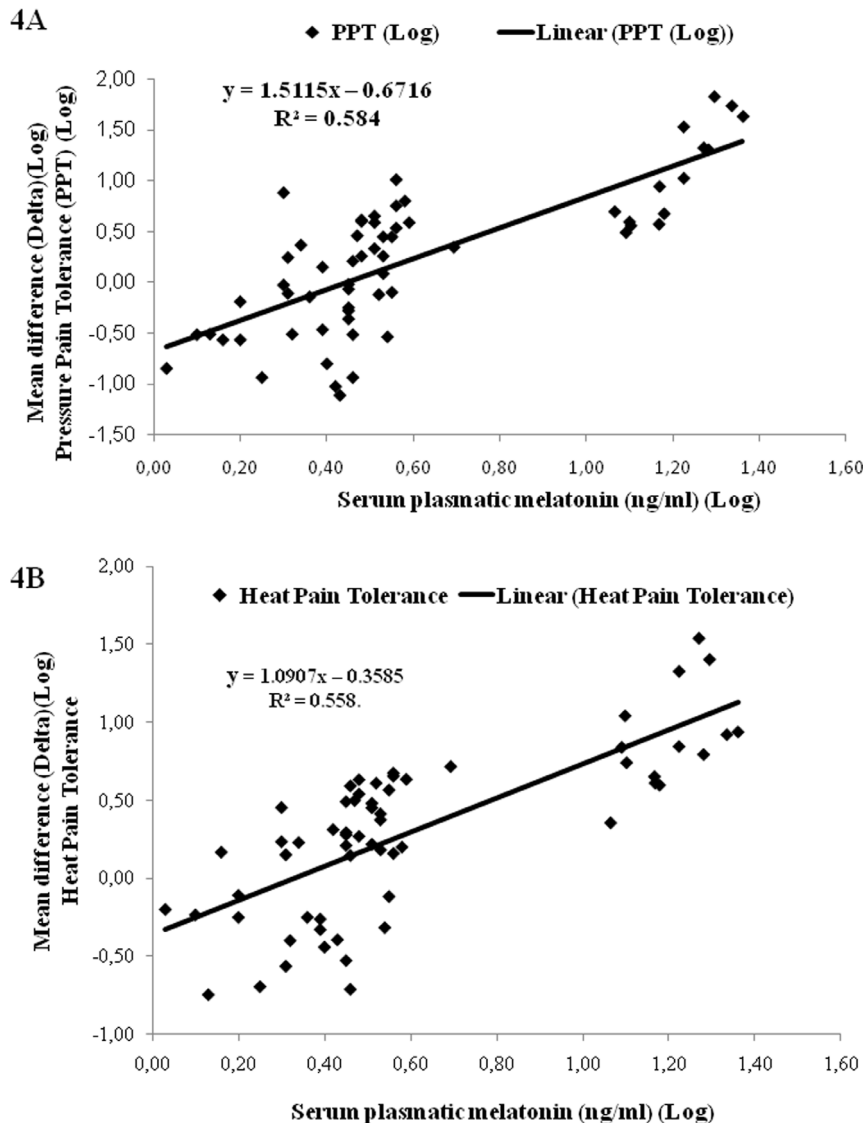 4A
PPT (Log)
Linear (PPT (Log))
y = 1.5115x – 0.6716
R² = 0.584
Mean difference (Delta)(Log)
Pressure Pain Tolerance (PPT) (Log)
2,00
1,50
1,00
0,50
0,00
-0,50
-1,00
-1,50
0,00 0,20 0,40 0,60 0,80 1,00 1,20 1,40 1,60
Serum plasmatic melatonin (ng/ml) (Log)
4B
Heat Pain Tolerance
Linear (Heat Pain Tolerance)
y = 1.0907x – 0.3585
R² = 0.558.
Mean difference (Delta)(Log)
Heat Pain Tolerance
2,00
1,50
1,00
0,50
0,00
-0,50
-1,00
0,00 0,20 0,40 0,60 0,80 1,00 1,20 1,40 1,60
Serum plasmatic melatonin (ng/ml) (Log)